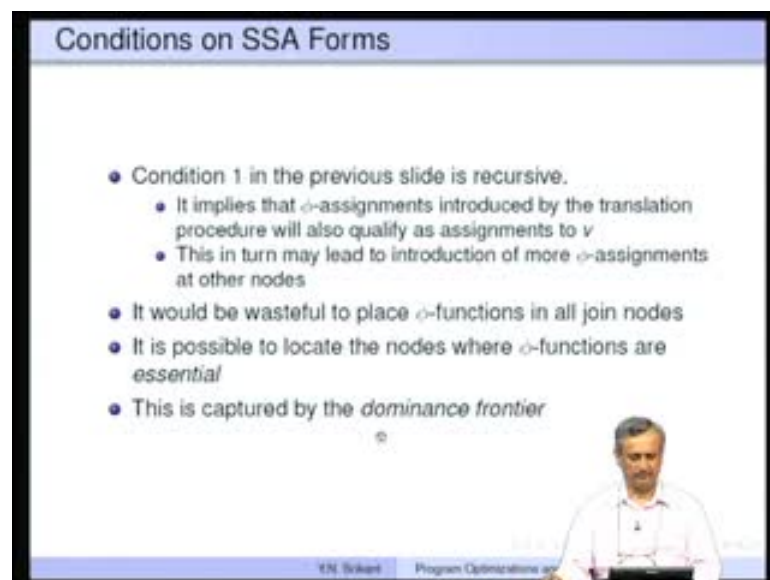 Conditions on SSA Forms
Condition 1 in the previous slide is recursive.
It implies that ϕ-assignments introduced by the translation
procedure will also qualify as assignments to v
This in turn may lead to introduction of more ϕ-assignments
at other nodes
It would be wasteful to place ϕ-functions in all join nodes
It is possible to locate the nodes where ϕ-functions are
essential
This is captured by the dominance frontier
Y.N. Srikant Program Optimizations